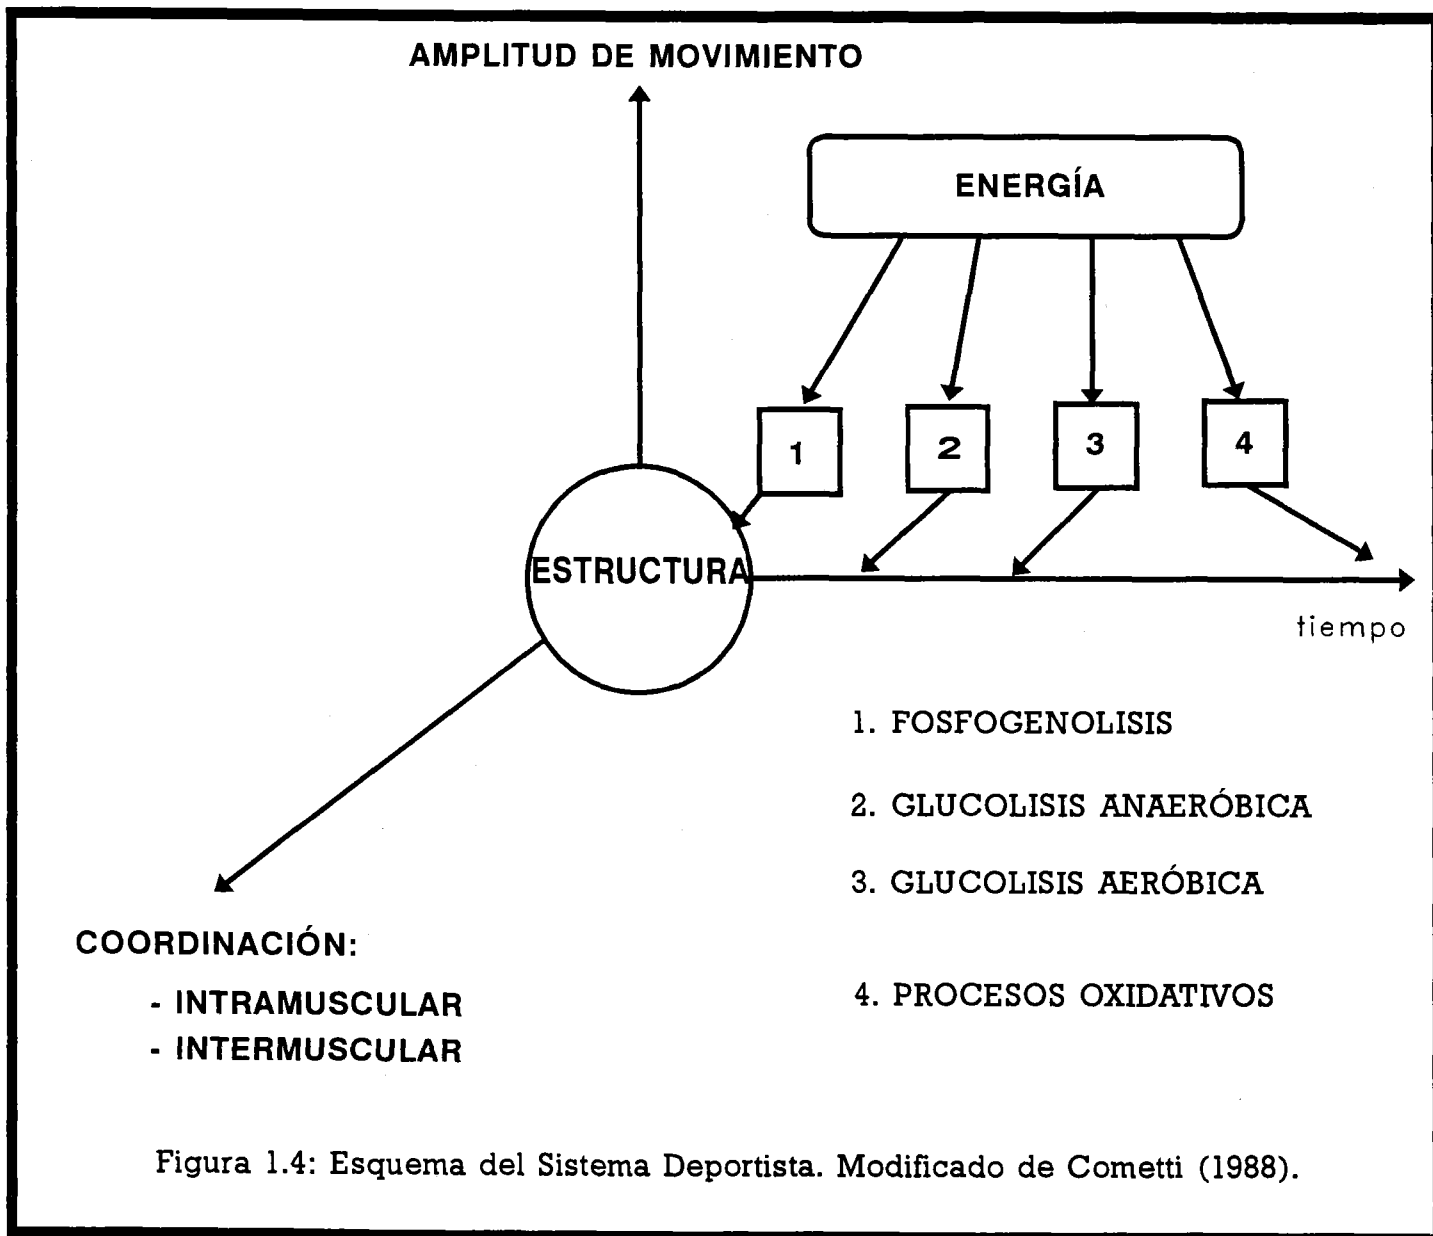 AMPLITUD DE MOVIMIENTO
ENERGÍA
1
2
3
4
ESTRUCTURA
tiempo
1. FOSFOGENOLISIS
2. GLUCOLISIS ANAERÓBICA
3. GLUCOLISIS AERÓBICA
4. PROCESOS OXIDATIVOS
COORDINACIÓN:
- INTRAMUSCULAR
- INTERMUSCULAR
Figura 1.4: Esquema del Sistema Deportista. Modificado de Cometti (1988).